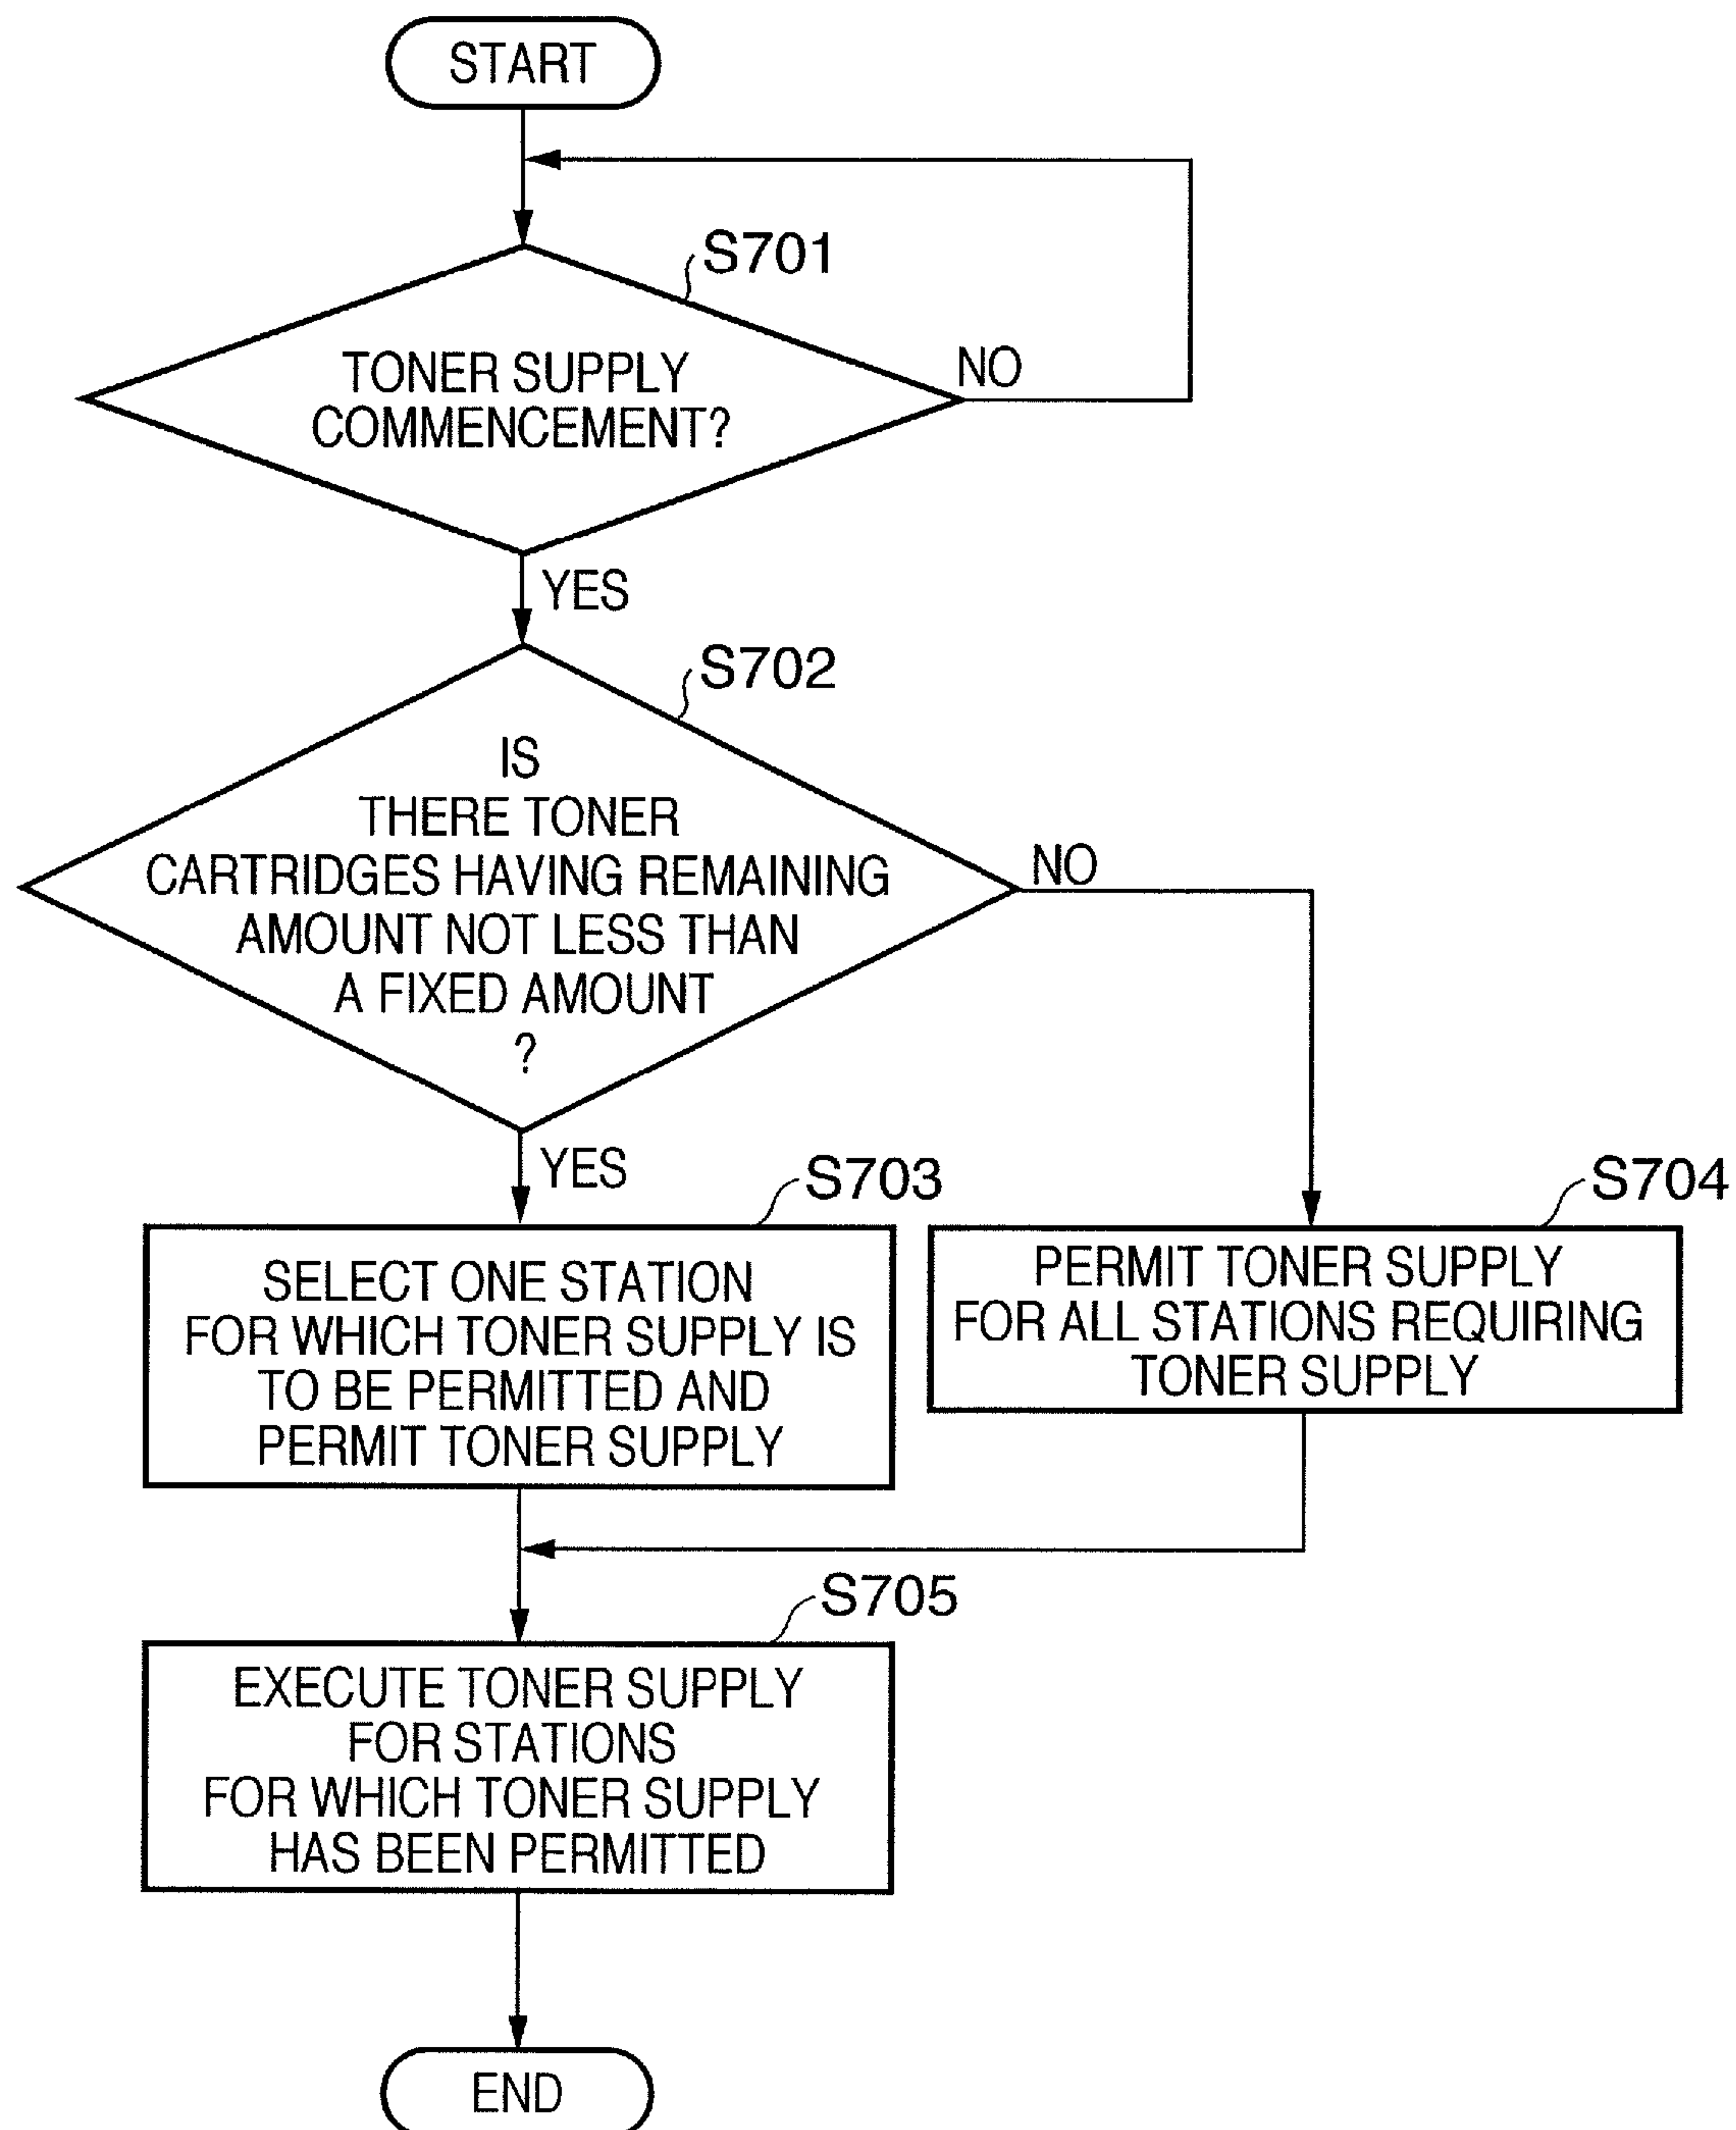 START
S701
TONER SUPPLY
COMMENCEMENT?
NO
YES
S702
IS
THERE TONER
CARTRIDGES HAVING REMAINING
AMOUNT NOT LESS THAN
A FIXED AMOUNT
?
NO
YES
S703
SELECT ONE STATION
FOR WHICH TONER SUPPLY IS
TO BE PERMITTED AND
PERMIT TONER SUPPLY
S704
PERMIT TONER SUPPLY
FOR ALL STATIONS REQUIRING
TONER SUPPLY
S705
EXECUTE TONER SUPPLY
FOR STATIONS
FOR WHICH TONER SUPPLY
HAS BEEN PERMITTED
END